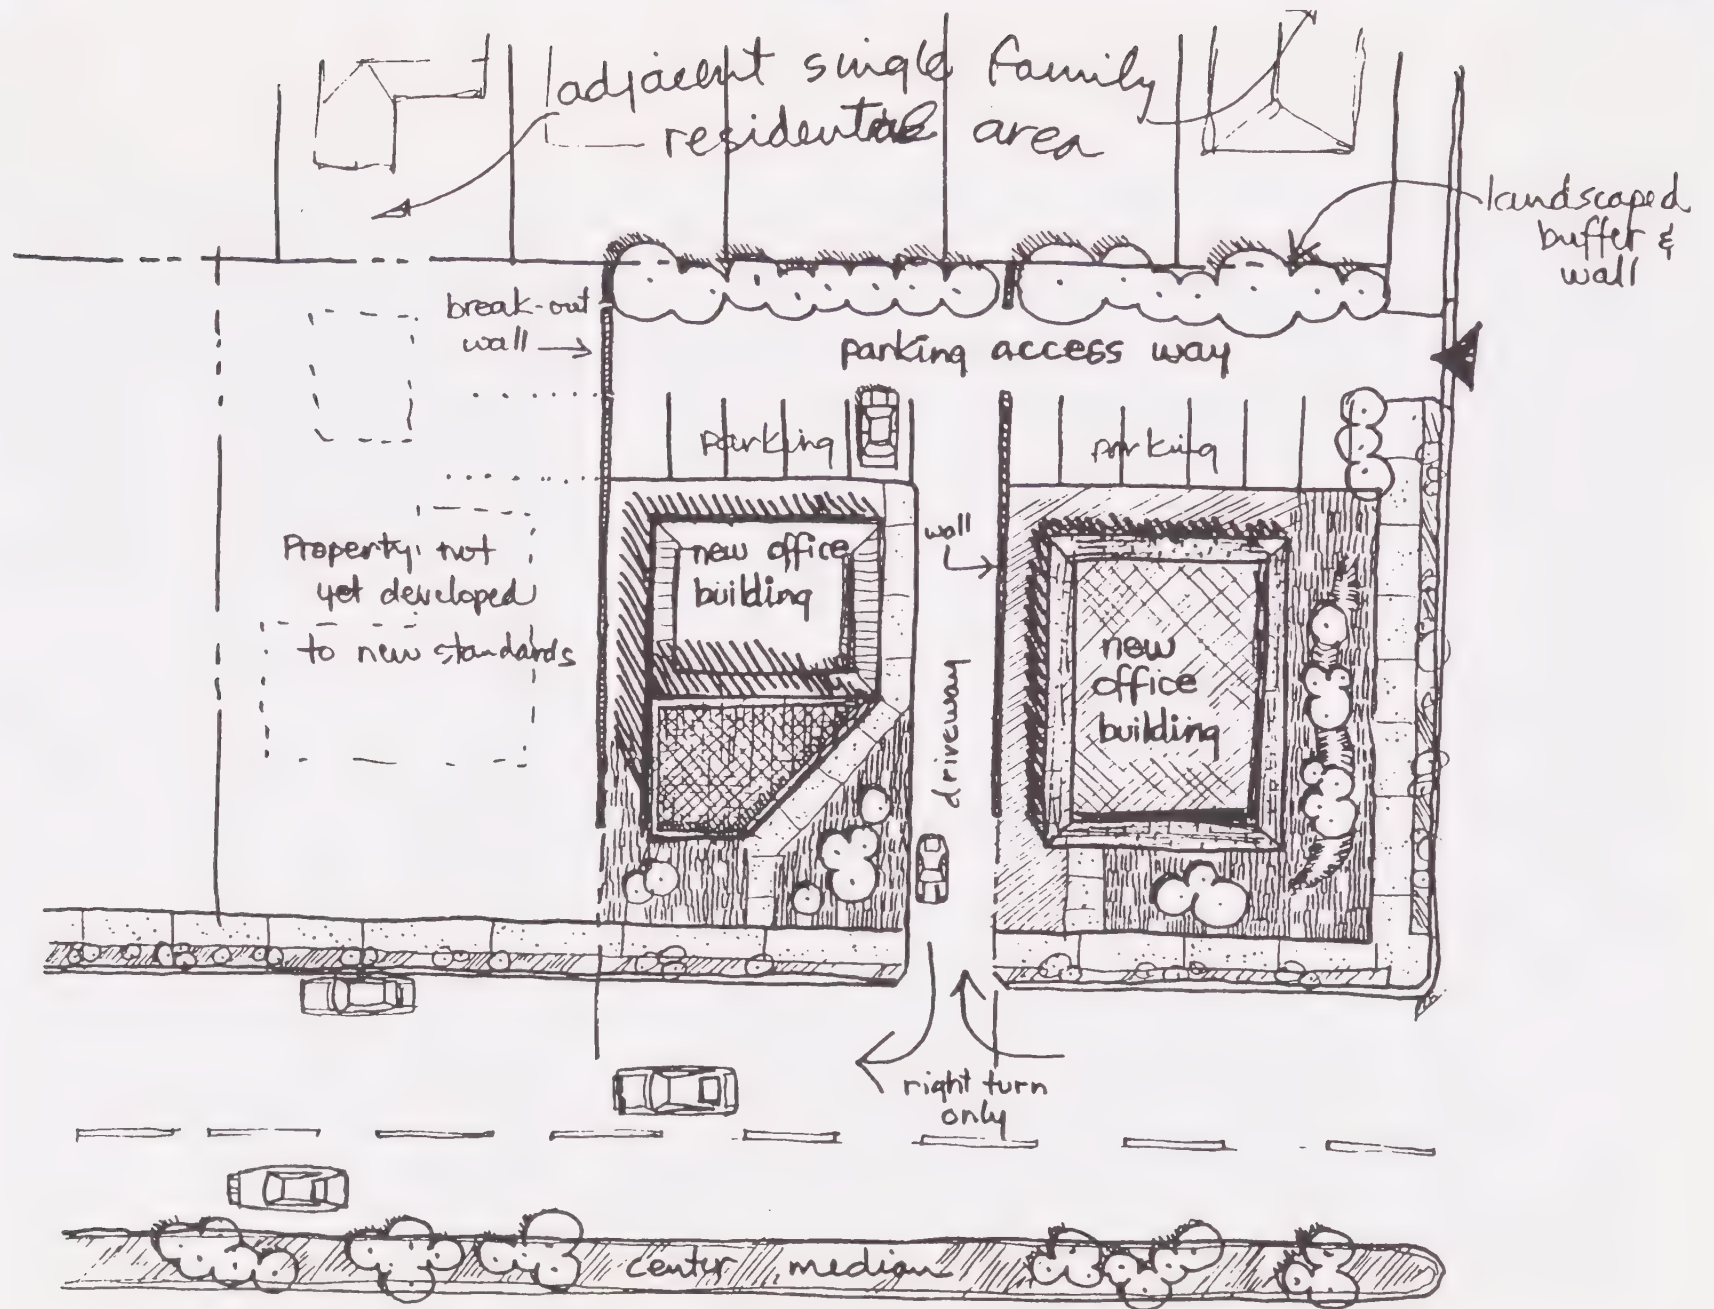 adjacent single family
residential area
landscaped
buffer &
wall
break-out
wall
parking access way
parking
parking
wall
new office
building
Property not
yet developed
to new standards
new
office
building
driveway
right turn
only
center median